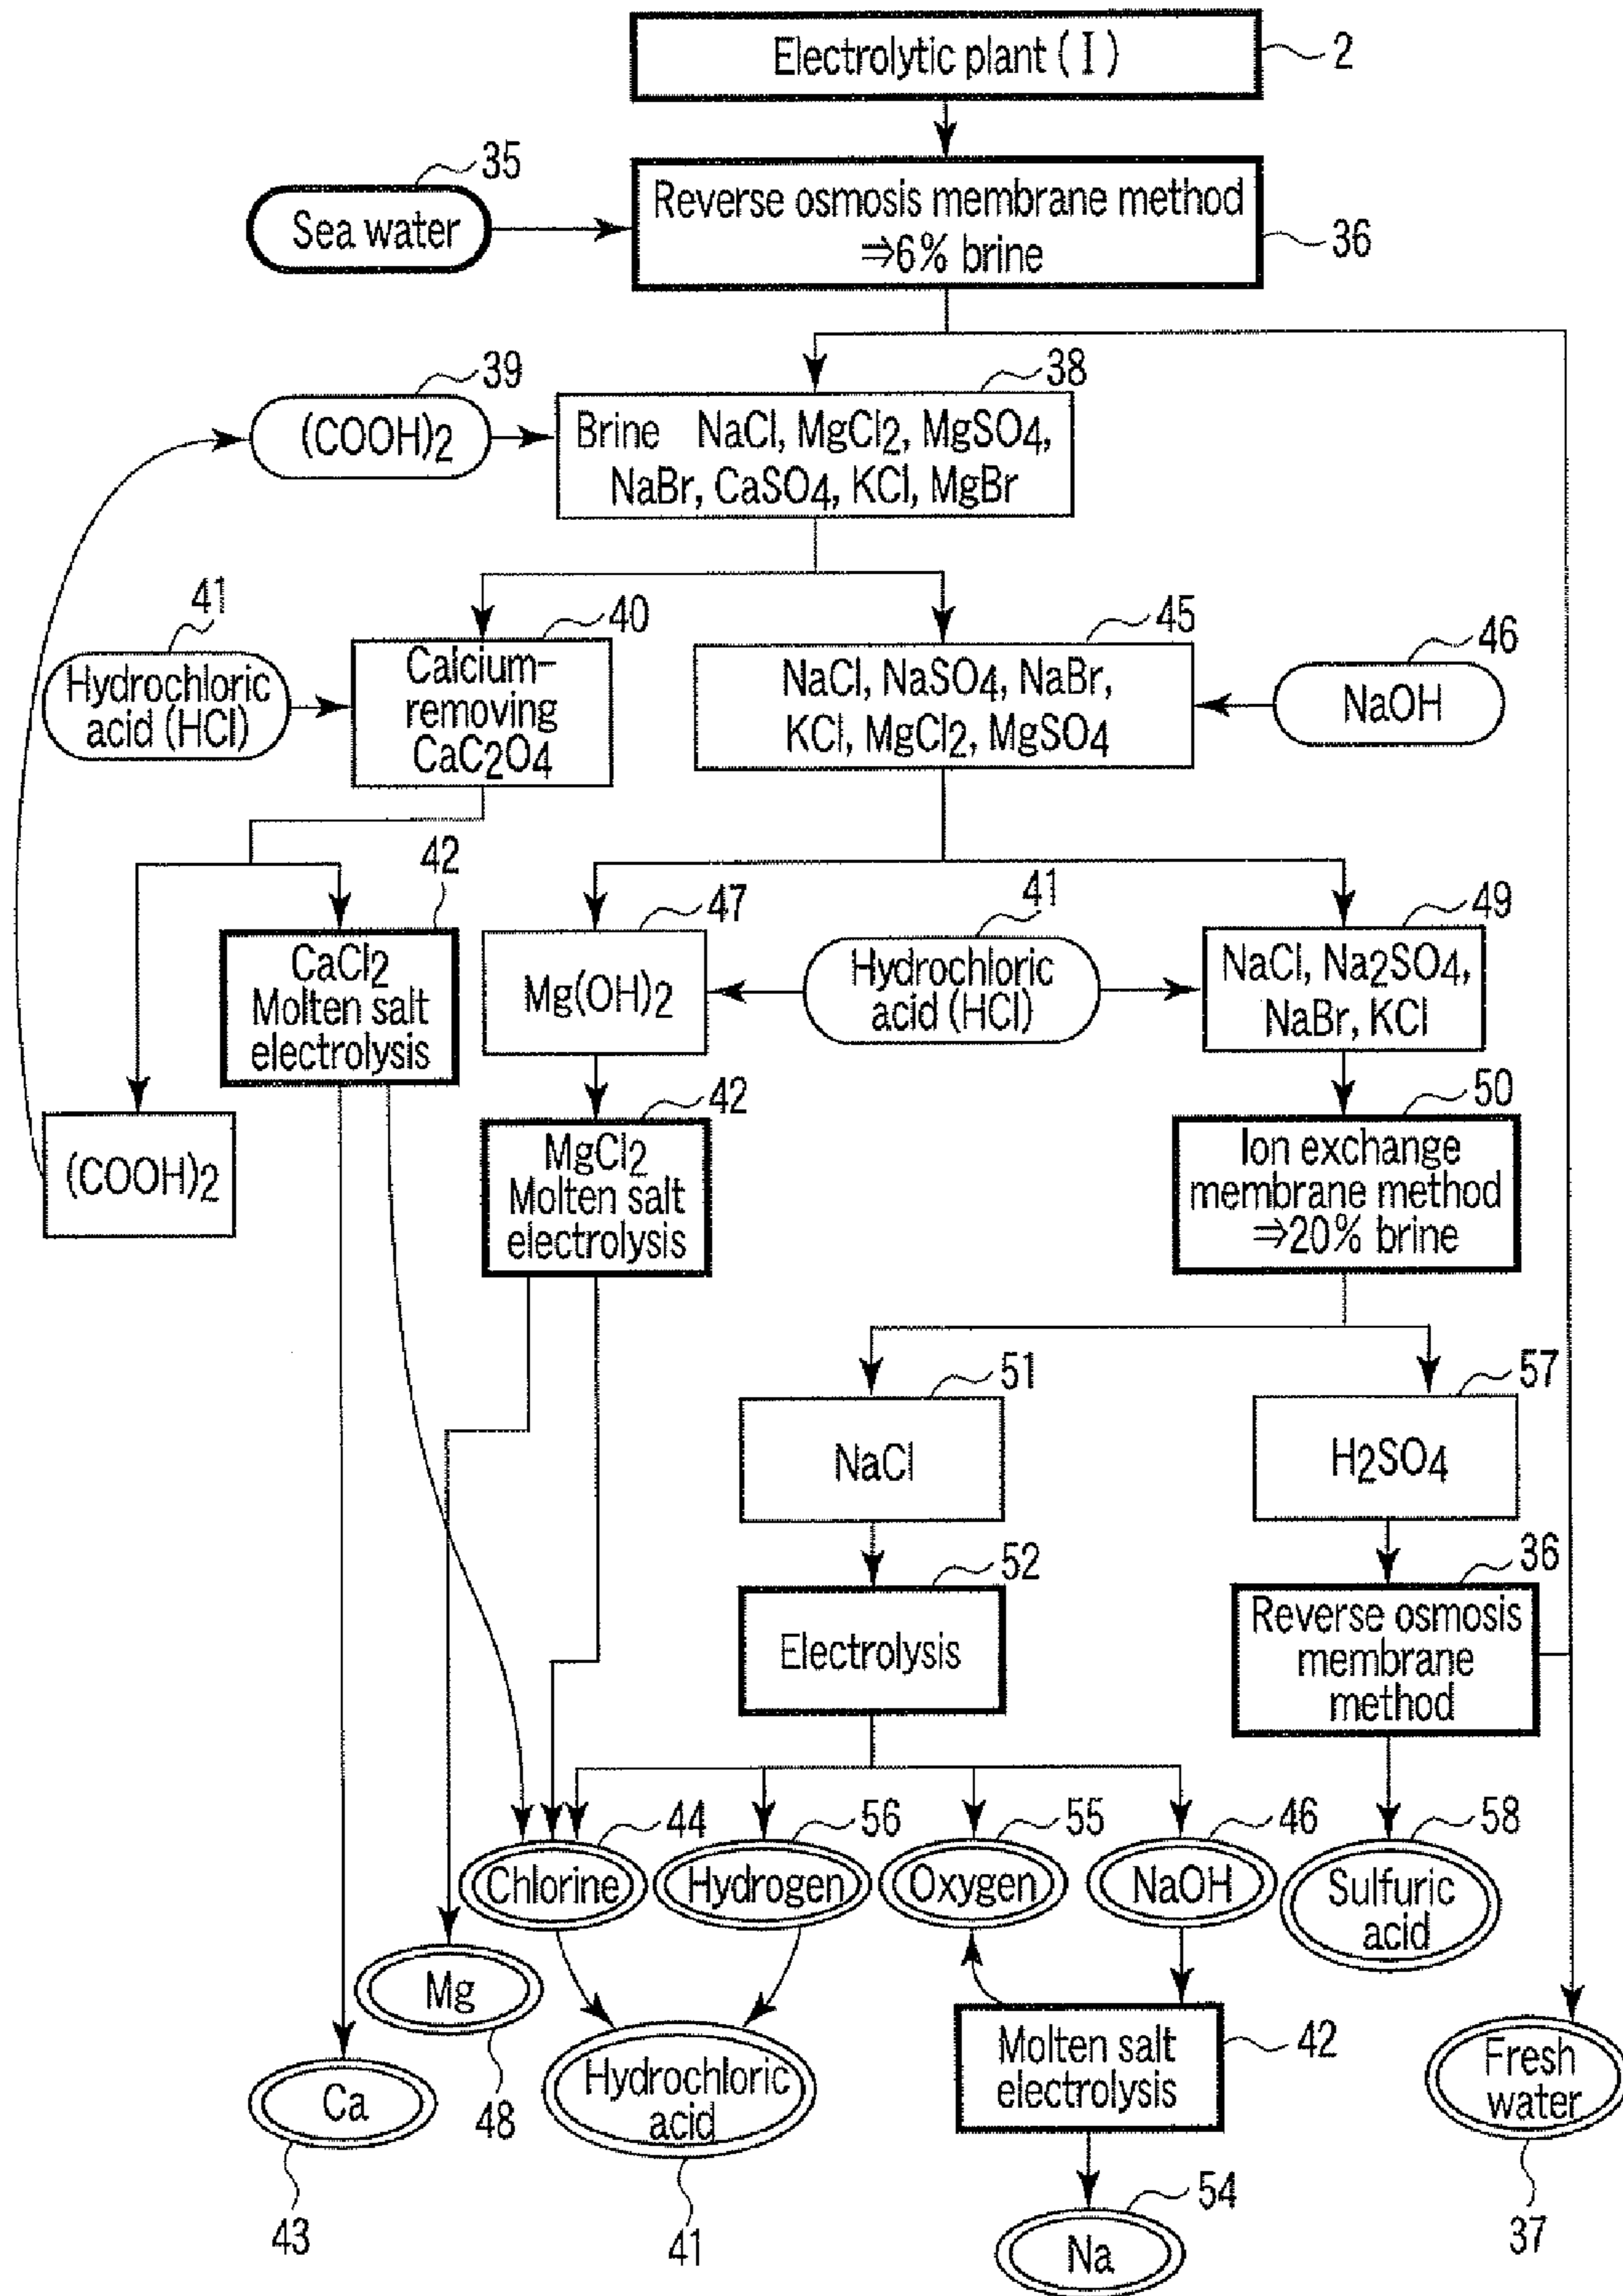 Electrolytic plant (I)
2
35
Sea water
Reverse osmosis membrane method
⇒6% brine
36
39
(COOH)2
38
Brine NaCl, MgCl2, MgSO4,
NaBr, CaSO4, KCl, MgBr
41
Hydrochloric
acid (HCl)
40
Calcium-
removing
CaC2O4
45
NaCl, NaSO4, NaBr,
KCl, MgCl2, MgSO4
46
NaOH
42
CaCl2
Molten salt
electrolysis
47
Mg(OH)2
41
Hydrochloric
acid (HCl)
49
NaCl, Na2SO4,
NaBr, KCl
(COOH)2
42
MgCl2
Molten salt
electrolysis
50
Ion exchange
membrane method
⇒20% brine
51
NaCl
57
H2SO4
52
Electrolysis
36
Reverse osmosis
membrane
method
44
Chlorine
56
Hydrogen
55
Oxygen
46
NaOH
58
Sulfuric
acid
Mg
48
Ca
43
Hydrochloric
acid
41
Molten salt
electrolysis
42
Fresh
water
37
54
Na